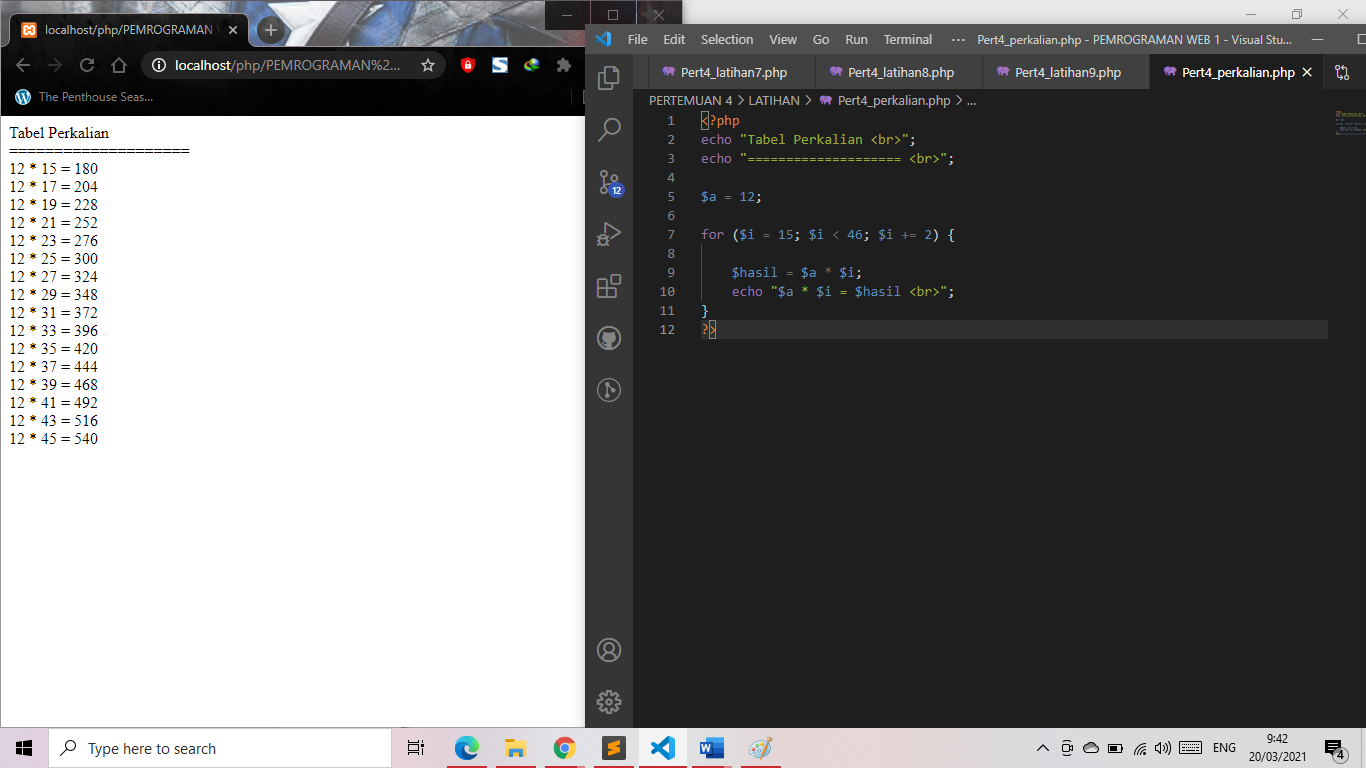 localhost/php/PEMROGRAMAN
localhost/php/PEMROGRAMAN%2...
The Penthouse Seas...
Tabel Perkalian
====================
12 * 15 = 180
12 * 17 = 204
12 * 19 = 228
12 * 21 = 252
12 * 23 = 276
12 * 25 = 300
12 * 27 = 324
12 * 29 = 348
12 * 31 = 372
12 * 33 = 396
12 * 35 = 420
12 * 37 = 444
12 * 39 = 468
12 * 41 = 492
12 * 43 = 516
12 * 45 = 540
File Edit Selection View Go Run Terminal ··· Pert4_perkalian.php - PEMROGRAMAN WEB 1 - Visual Stu...
Pert4_latihan7.php Pert4_latihan8.php Pert4_latihan9.php Pert4_perkalian.php
PERTEMUAN 4 > LATIHAN > Pert4_perkalian.php > ...
1 <?php
2 echo "Tabel Perkalian <br>";
3 echo "==================== <br>";
4
5 $a = 12;
6
7 for ($i = 15; $i < 46; $i += 2) {
8
9 $hasil = $a * $i;
10 echo "$a * $i = $hasil <br>";
11 }
12 ?>
12
Type here to search
ENG
9:42
20/03/2021
4